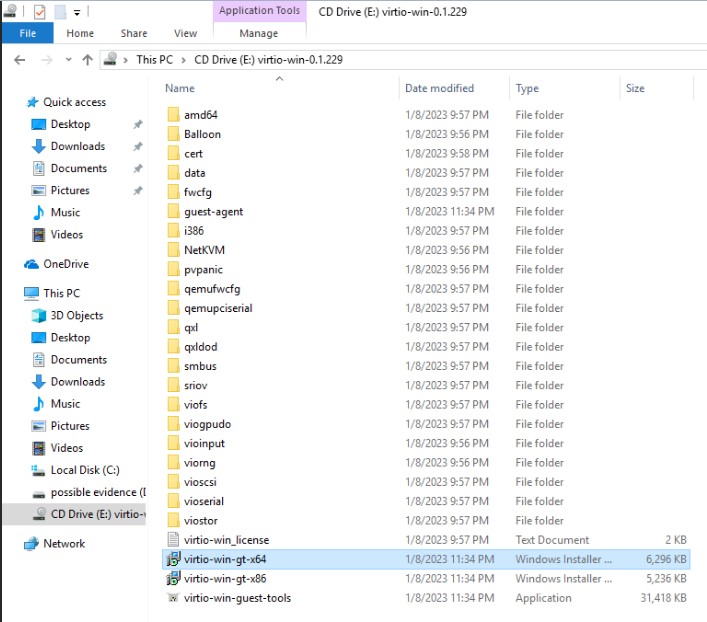 Application Tools CD Drive (E:) virtio-win-0.1.229
File Home Share View Manage
This PC > CD Drive (E:) virtio-win-0.1.229
Name Date modified Type Size
Quick access
Desktop
Downloads
Documents
Pictures
Music
Videos
OneDrive
This PC
3D Objects
Desktop
Documents
Downloads
Music
Pictures
Videos
Local Disk (C:)
possible evidence (D
CD Drive (E:) virtio-v
Network
amd64 1/8/2023 9:57 PM File folder
Balloon 1/8/2023 9:56 PM File folder
cert 1/8/2023 9:58 PM File folder
data 1/8/2023 9:57 PM File folder
fwcfg 1/8/2023 9:57 PM File folder
guest-agent 1/8/2023 11:34 PM File folder
i386 1/8/2023 9:57 PM File folder
NetKVM 1/8/2023 9:56 PM File folder
pvpanic 1/8/2023 9:56 PM File folder
qemufwcfg 1/8/2023 9:57 PM File folder
qemupciserial 1/8/2023 9:57 PM File folder
qxl 1/8/2023 9:57 PM File folder
qxldod 1/8/2023 9:57 PM File folder
smbus 1/8/2023 9:57 PM File folder
sriov 1/8/2023 9:57 PM File folder
viofs 1/8/2023 9:57 PM File folder
viogpudo 1/8/2023 9:57 PM File folder
vioinput 1/8/2023 9:56 PM File folder
viorng 1/8/2023 9:56 PM File folder
vioscsi 1/8/2023 9:57 PM File folder
vioserial 1/8/2023 9:57 PM File folder
viostor 1/8/2023 9:57 PM File folder
virtio-win_license 1/8/2023 9:57 PM Text Document 2 KB
virtio-win-gt-x64 1/8/2023 11:34 PM Windows Installer ... 6,296 KB
virtio-win-gt-x86 1/8/2023 11:34 PM Windows Installer ... 5,236 KB
virtio-win-guest-tools 1/8/2023 11:34 PM Application 31,418 KB